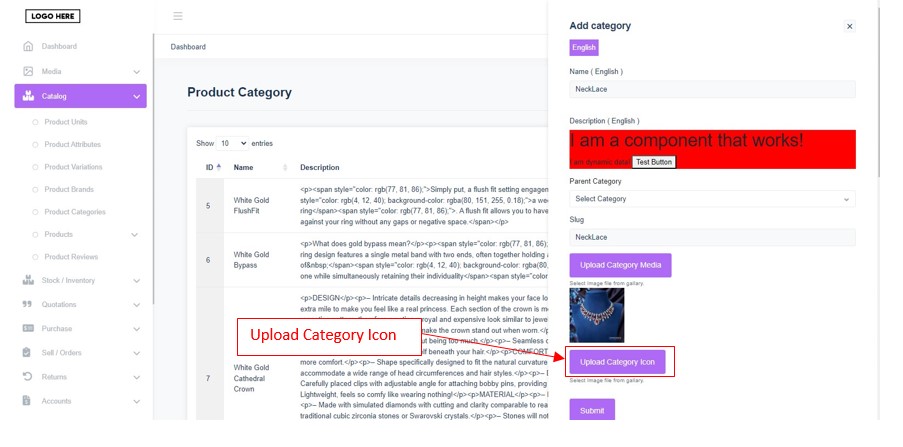 LOGO HERE
Dashboard
Media
Catalog
Product Units
Product Attributes
Product Variations
Product Brands
Product Categories
Products
Product Reviews
Stock / Inventory
Quotations
Purchase
Sell / Orders
Returns
Accounts
Dashboard
Product Category
Show 10 entries
ID Name Description
5 White Gold FlushFit
<p><span style="color: rgb(77, 81, 86);">Simply put, a flush fit setting engagem
style="color: rgb(4, 12, 40); background-color: rgba(80, 151, 255, 0.18);">a wee
ring</span><span style="color: rgb(77, 81, 86);">. A flush fit allows you to have
against your ring without any gaps or negative space.</span></p>
6 White Gold Bypass
<p>What does gold bypass mean?</p><p><span style="color: rgb(77, 81, 86);
ring design features a single metal band with two ends, often together holding a
of&nbsp;</span><span style="color: rgb(4, 12, 40); background-color: rgba(80,
one while simultaneously retaining their individuality</span><span style="color:
7 White Gold Cathedral Crown
<p>DESIGN</p><p>– Intricate details decreasing in height makes your face lo
extra mile to make you feel like a real princess. Each section of the crown is m
royal and expensive look similar to jewe
make the crown stand out when worn.</p
ut being too much.</p><p>– Seamless c
lf beneath your hair.</p><p>COMFORT
more comfort.</p><p>– Shape specifically designed to fit the natural curvature
accommodate a wide range of head circumferences and hair styles.</p><p>– E
Carefully placed clips with adjustable angle for attaching bobby pins, providing
Lightweight, feels so comfy like wearing nothing!</p><p>MATERIAL</p><p>–
<p>– Made with simulated diamonds with cutting and clarity comparable to rea
traditional cubic zirconia stones or Swarovski crystals.</p><p>– Stones will not
Upload Category Icon
Add category
×
English
Name ( English )
NeckLace
Description ( English )
I am a component that works!
I am dynamic data!
Test Button
Parent Category
Select Category
Slug
NeckLace
Upload Category Media
Select image file from gallary.
Upload Category Icon
Select image file from gallary.
Submit